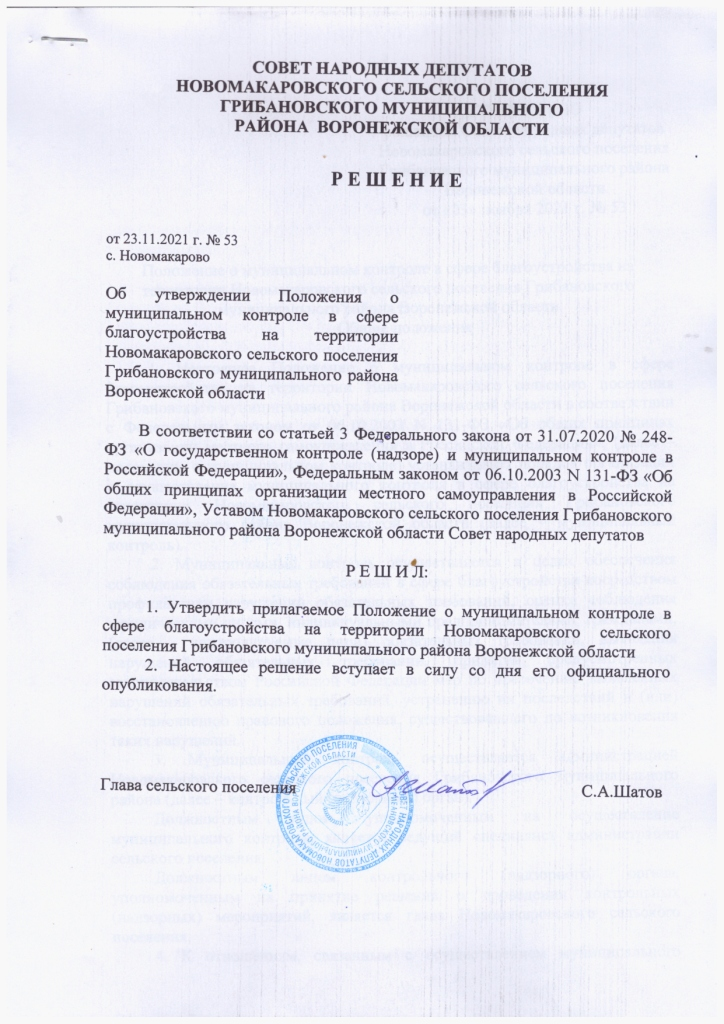 СОВЕТ НАРОДНЫХ ДЕПУТАТОВ
НОВОМАКАРОВСКОГО СЕЛЬСКОГО ПОСЕЛЕНИЯ
ГРИБАНОВСКОГО МУНИЦИПАЛЬНОГО
РАЙОНА ВОРОНЕЖСКОЙ ОБЛАСТИ
Р Е Ш Е Н И Е
от 23.11.2021 г. № 53
с. Новомакарово
Об утверждении Положения о
муниципальном контроле в сфере
благоустройства на территории
Новомакаровского сельского поселения
Грибановского муниципального района
Воронежской области
В соответствии со статьей 3 Федерального закона от 31.07.2020 № 248-
ФЗ «О государственном контроле (надзоре) и муниципальном контроле в
Российской Федерации», Федеральным законом от 06.10.2003 N 131-ФЗ «Об
общих принципах организации местного самоуправления в Российской
Федерации», Уставом Новомакаровского сельского поселения Грибановского
муниципального района Воронежской области Совет народных депутатов
Р Е Ш И Л:
1. Утвердить прилагаемое Положение о муниципальном контроле в
сфере благоустройства на территории Новомакаровского сельского
поселения Грибановского муниципального района Воронежской области
2. Настоящее решение вступает в силу со дня его официального
опубликования.
Глава сельского поселения С.А.Шатов